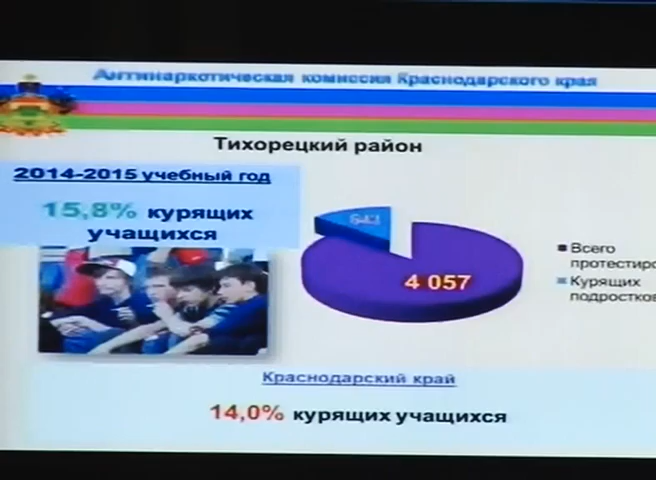 Антинаркотическая комиссия Краснодарского края
Тихорецкий район
2014-2015 учебный год
15,8% курящих
учащихся
643
4 057
Всего
Курящих
Краснодарский край
14,0% курящих учащихся